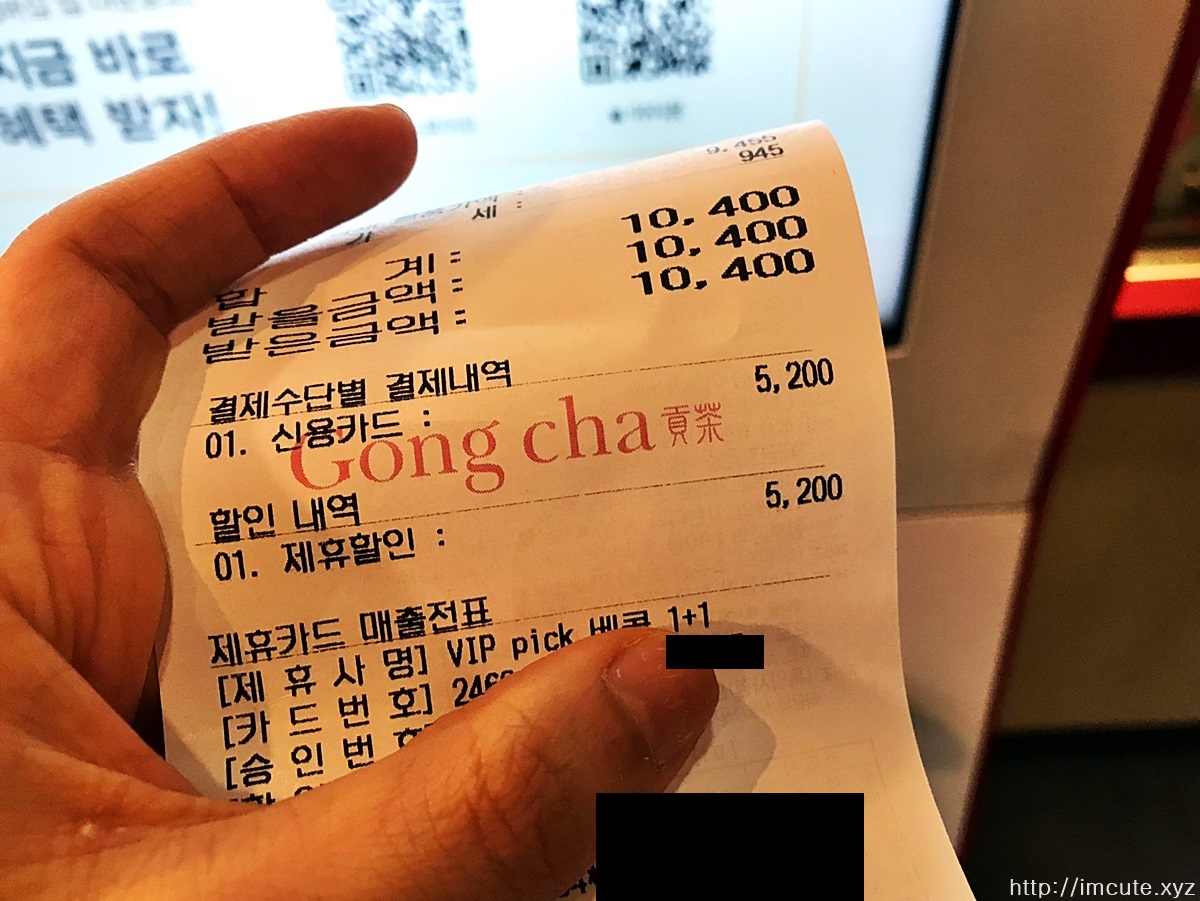 지금 바로
혜택 받자!
9,455
945
세 :
합 계 : 10,400
받을금액 : 10,400
받은금액 : 10,400
결제수단별 결제내역
01. 신용카드 : 5,200
Gong cha 貢茶
할인 내역
01. 제휴할인 : 5,200
제휴카드 매출전표
[제 휴 사 명] VIP pick 1+1
[카 드 번 호]
[승 인 번 호
http://imcute.xyz